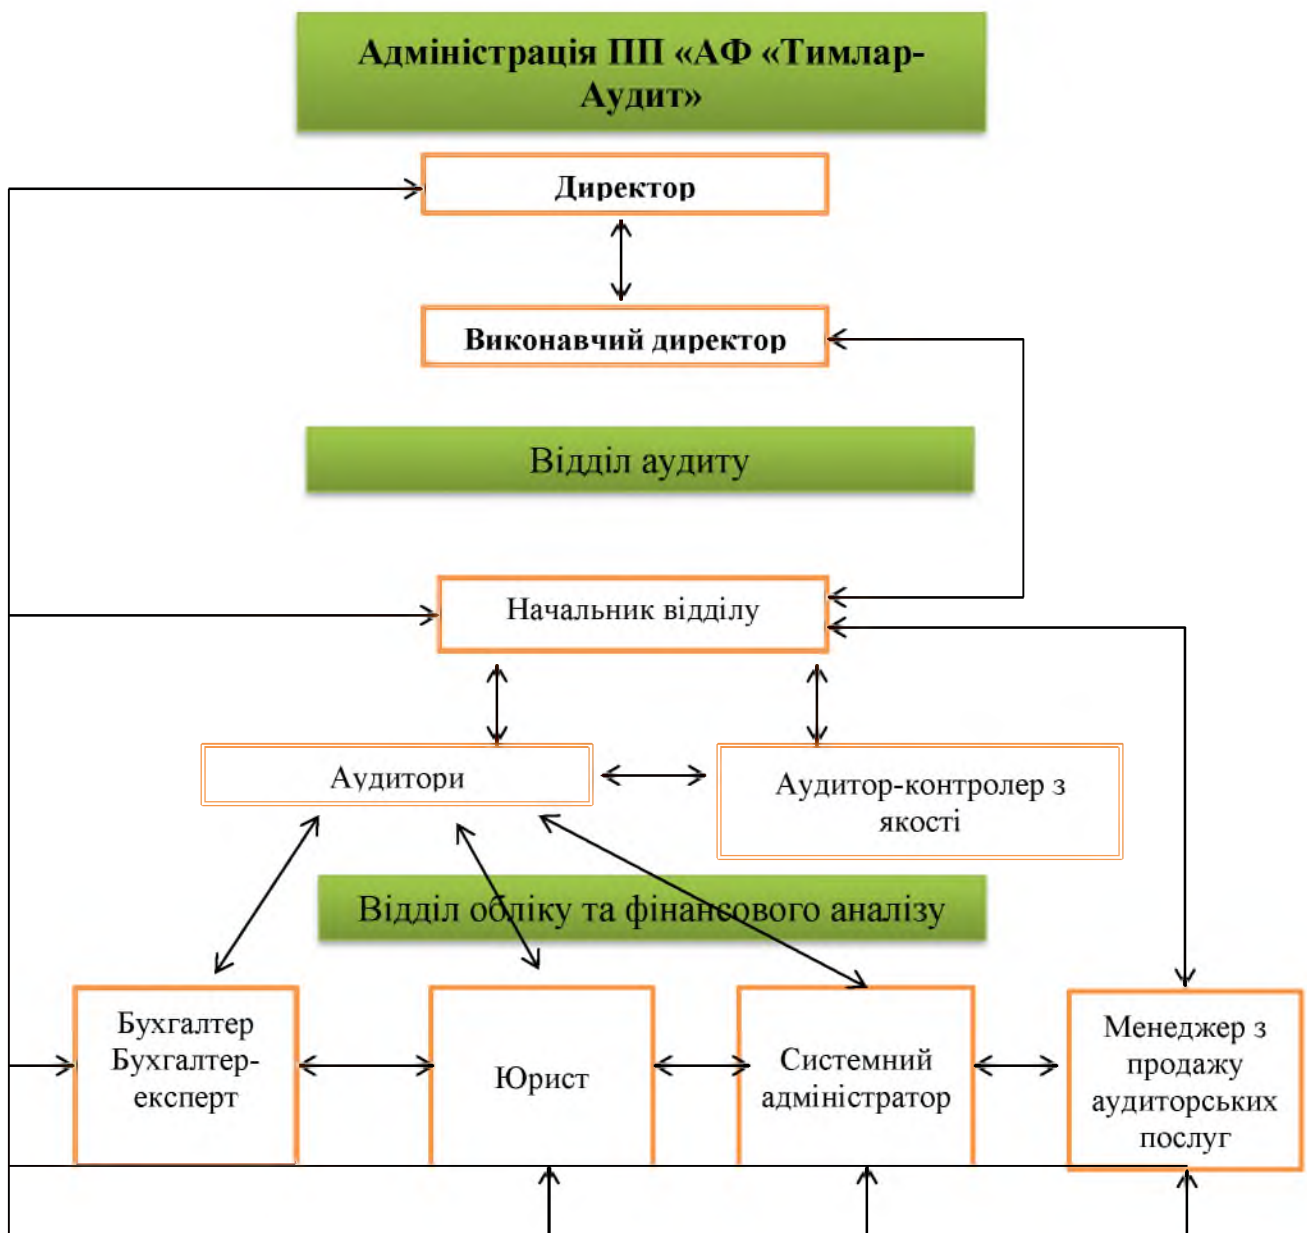 Адміністрація ПП «АФ «Тимлар-
Аудит»
Директор
Виконавчий директор
Відділ аудиту
Начальник відділу
Аудитори
Аудитор-контролер з
якості
Відділ обліку та фінансового аналізу
Бухгалтер
Бухгалтер-
експерт
Юрист
Системний
адміністратор
Менеджер з
продажу
аудиторських
послуг